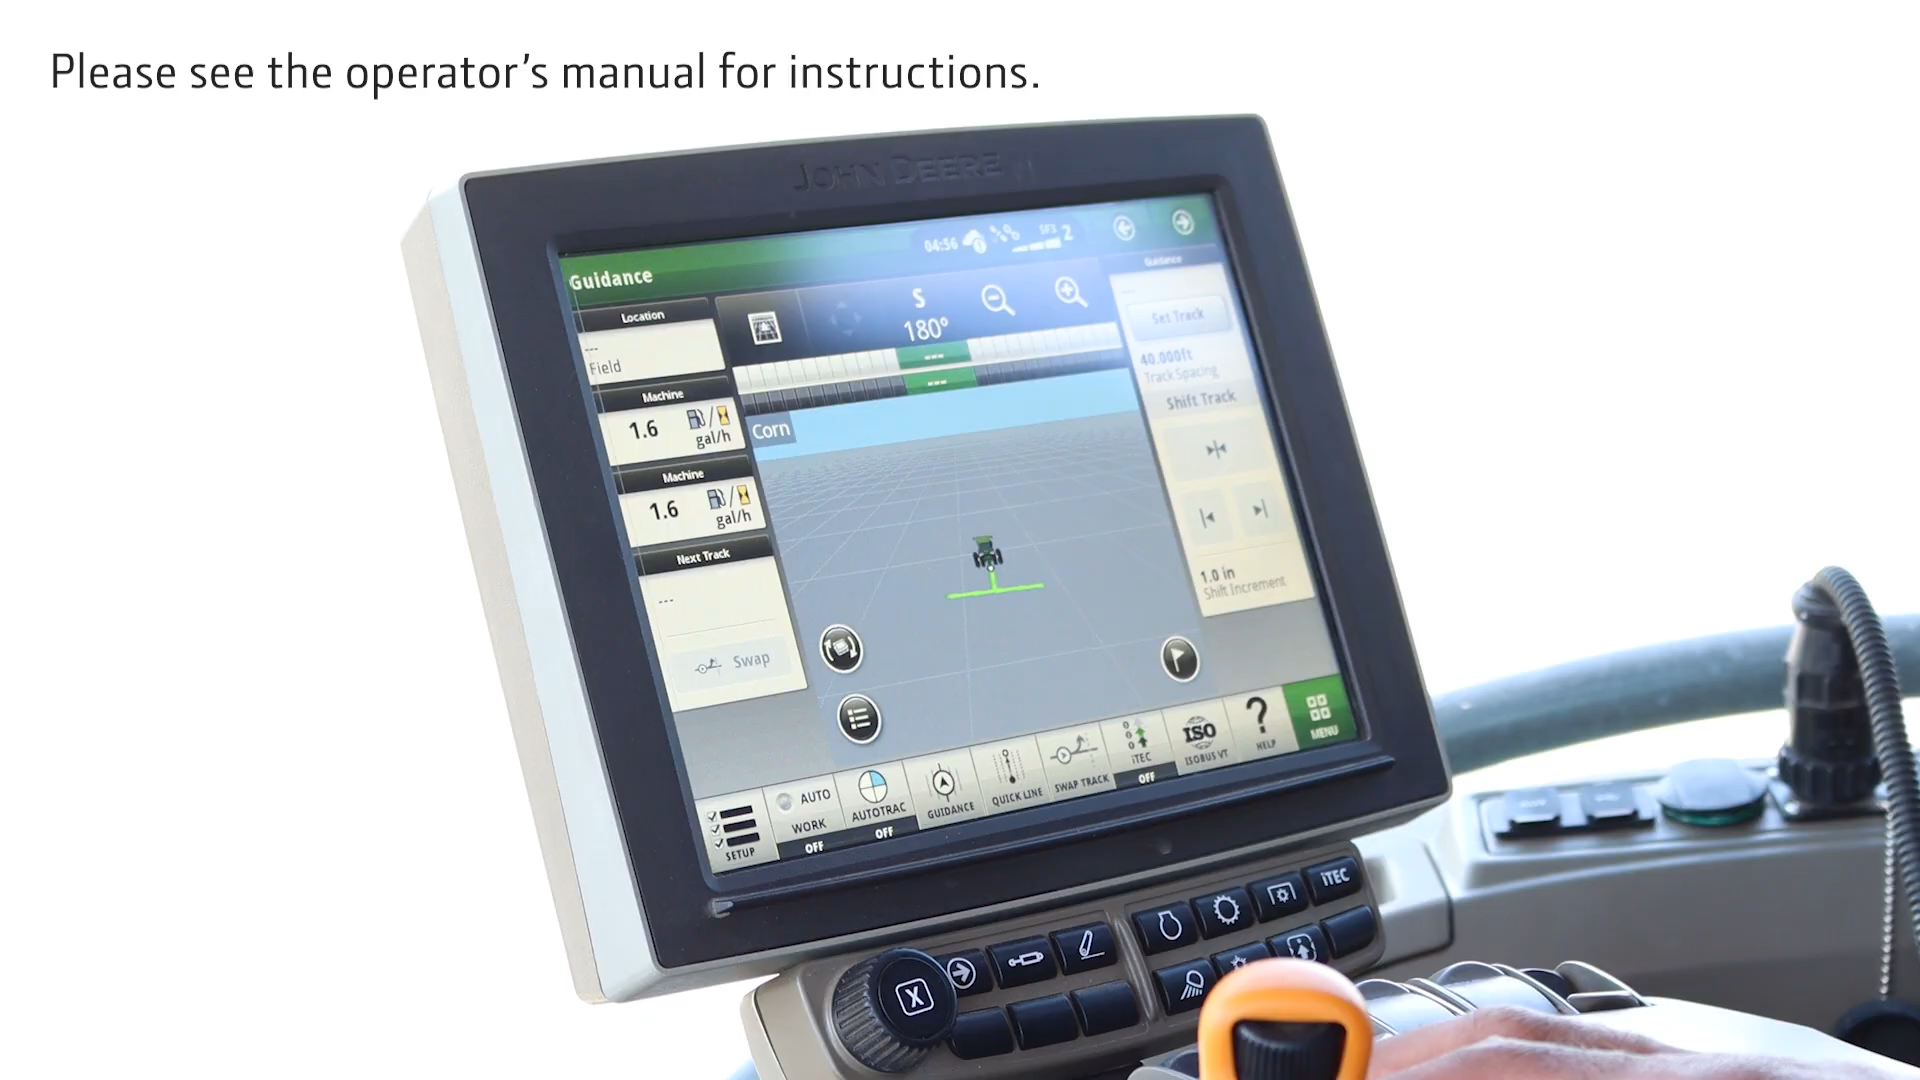 Please see the operator's manual for instructions.
JOHN DEERE
04:56
SF3 2
Guidance
Location
---
Field
Machine
1.6
gal/h
Machine
1.6
gal/h
Next Track
---
Swap
S
180°
---
---
Corn
Guidance
---
Set Track
40.000ft
Track Spacing
Shift Track
1.0 in
Shift Increment
SETUP
AUTO
WORK
OFF
AUTOTRAC
OFF
GUIDANCE
QUICK LINE
SWAP TRACK
iTEC
OFF
ISO
ISOBUS VT
?
HELP
MENU
iTEC
X